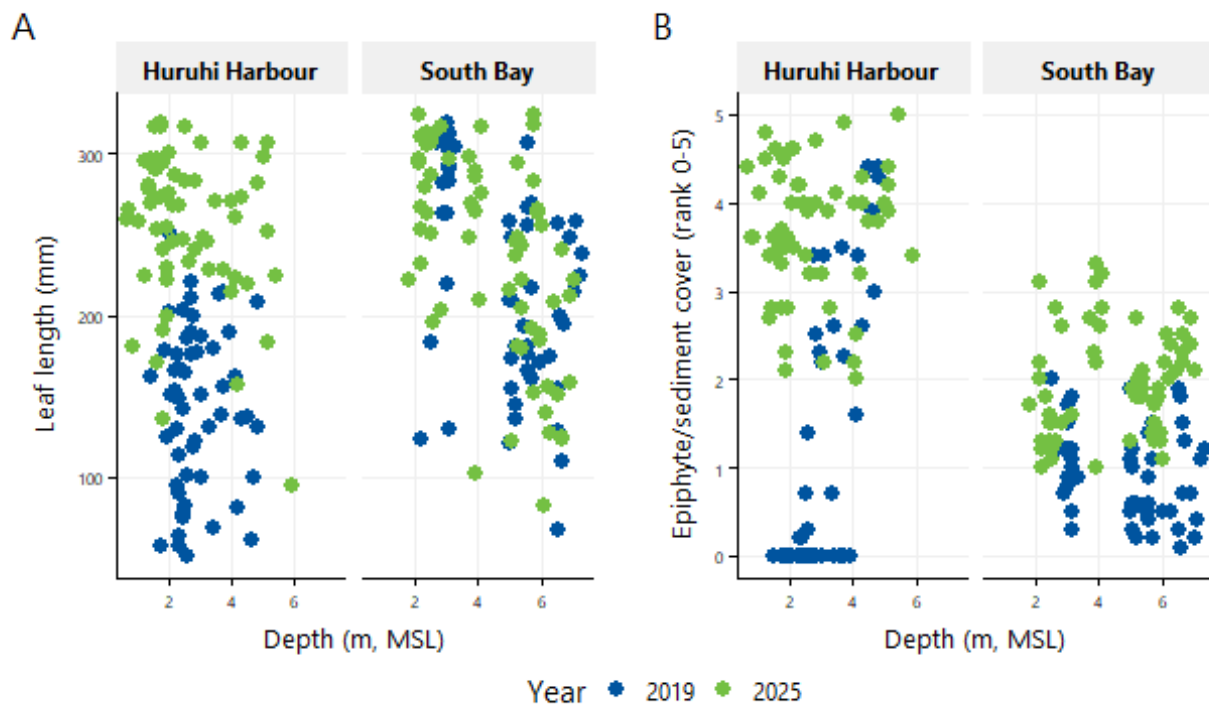 A
B
Huruhi Harbour
South Bay
Huruhi Harbour
South Bay
Leaf length (mm)
300
200
100
2
4
6
2
4
6
Depth (m, MSL)
Epiphyte/sediment cover (rank 0-5)
5
4
3
2
1
0
2
4
6
2
4
6
Depth (m, MSL)
Year 2019 2025